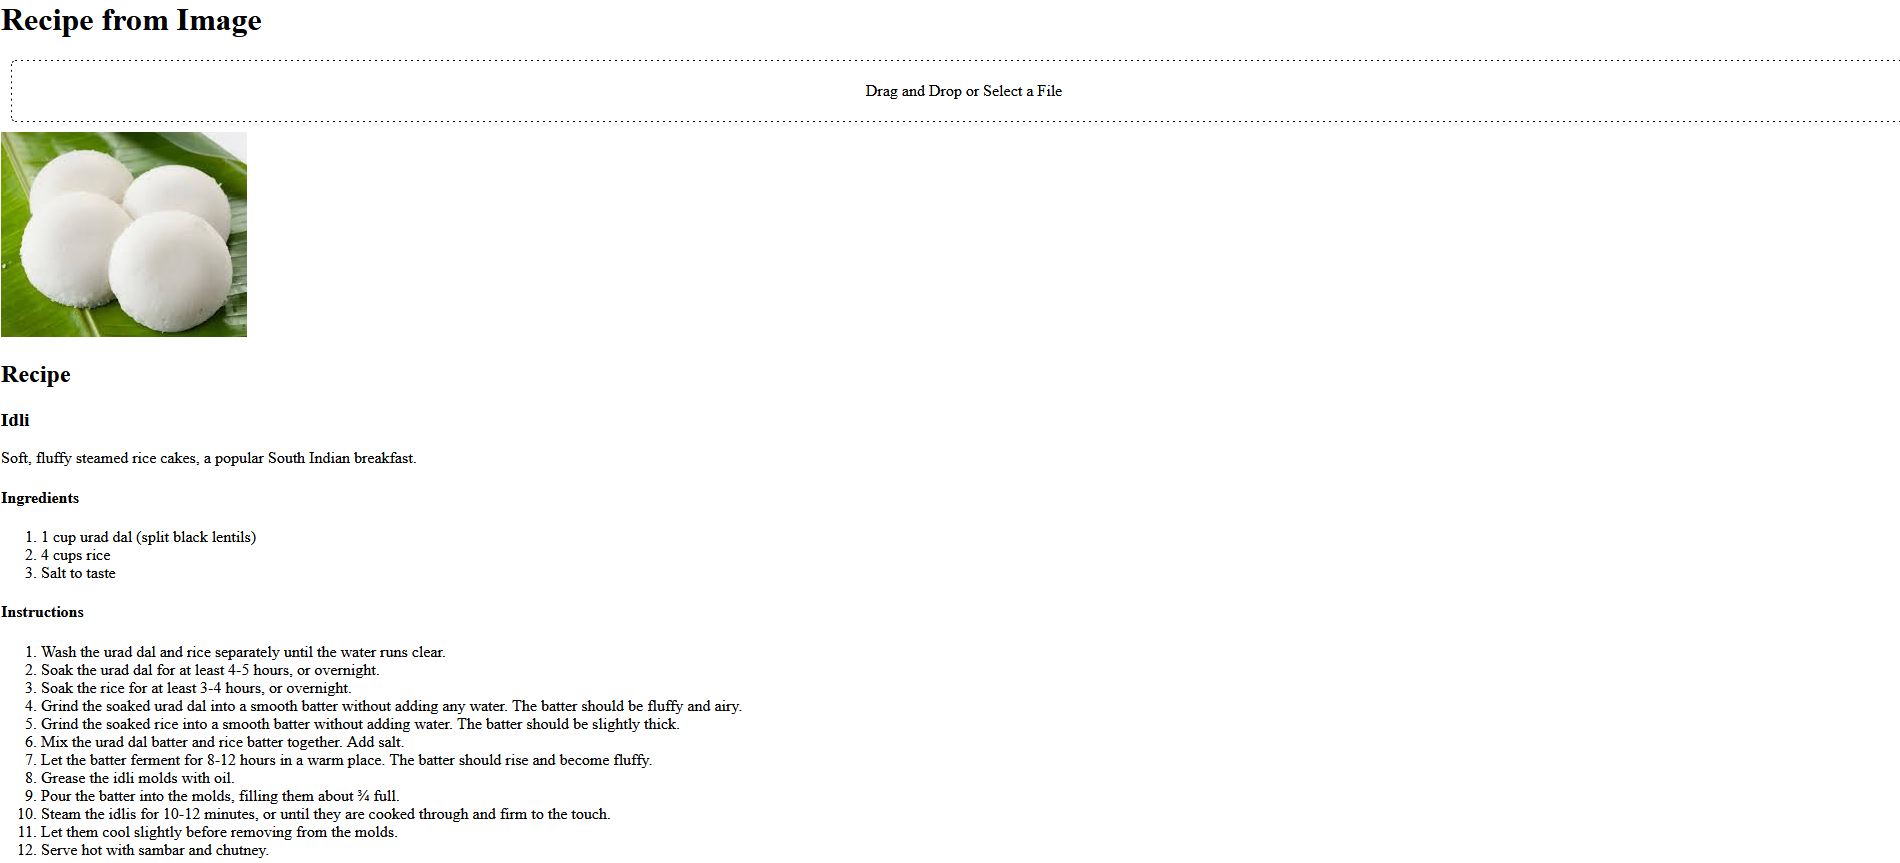 Recipe from Image
Drag and Drop or Select a File
Recipe
Idli
Soft, fluffy steamed rice cakes, a popular South Indian breakfast.
Ingredients
1. 1 cup urad dal (split black lentils)
2. 4 cups rice
3. Salt to taste
Instructions
1. Wash the urad dal and rice separately until the water runs clear.
2. Soak the urad dal for at least 4-5 hours, or overnight.
3. Soak the rice for at least 3-4 hours, or overnight.
4. Grind the soaked urad dal into a smooth batter without adding any water. The batter should be fluffy and airy.
5. Grind the soaked rice into a smooth batter without adding water. The batter should be slightly thick.
6. Mix the urad dal batter and rice batter together. Add salt.
7. Let the batter ferment for 8-12 hours in a warm place. The batter should rise and become fluffy.
8. Grease the idli molds with oil.
9. Pour the batter into the molds, filling them about ¾ full.
10. Steam the idlis for 10-12 minutes, or until they are cooked through and firm to the touch.
11. Let them cool slightly before removing from the molds.
12. Serve hot with sambar and chutney.